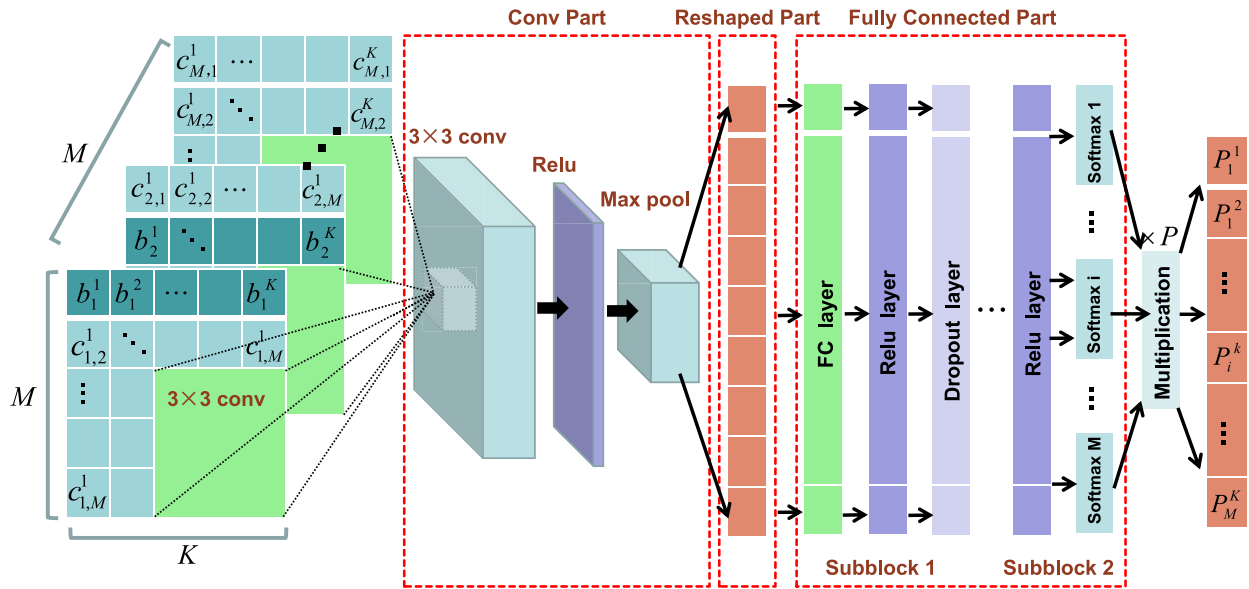 Conv Part
Reshaped Part
Fully Connected Part
M
c^1_{M,1} ⋯ c^K_{M,1}
c^1_{M,2} ⋱ c^K_{M,2}
⋮
c^1_{2,1} c^1_{2,2} ⋯ c^1_{2,M}
b^1_2 ⋱ b^K_2
M
b^1_1 b^2_1 ⋯ b^K_1
c^1_{1,2} ⋱ c^1_{1,M}
⋮
3×3 conv
c^1_{1,M}
K
3×3 conv
Relu
Max pool
FC layer
Relu layer
Dropout layer
⋯
Relu layer
Subblock 1
Subblock 2
Softmax 1
⋮
Softmax i
⋮
Softmax M
× P
Multiplication
P^1_1
P^2_1
⋮
P^k_i
⋮
P^K_M